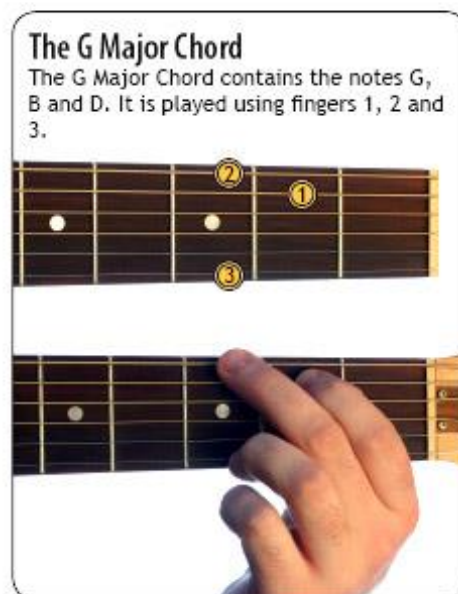 The G Major Chord
The G Major Chord contains the notes G,
B and D. It is played using fingers 1, 2 and
3.
2
1
3